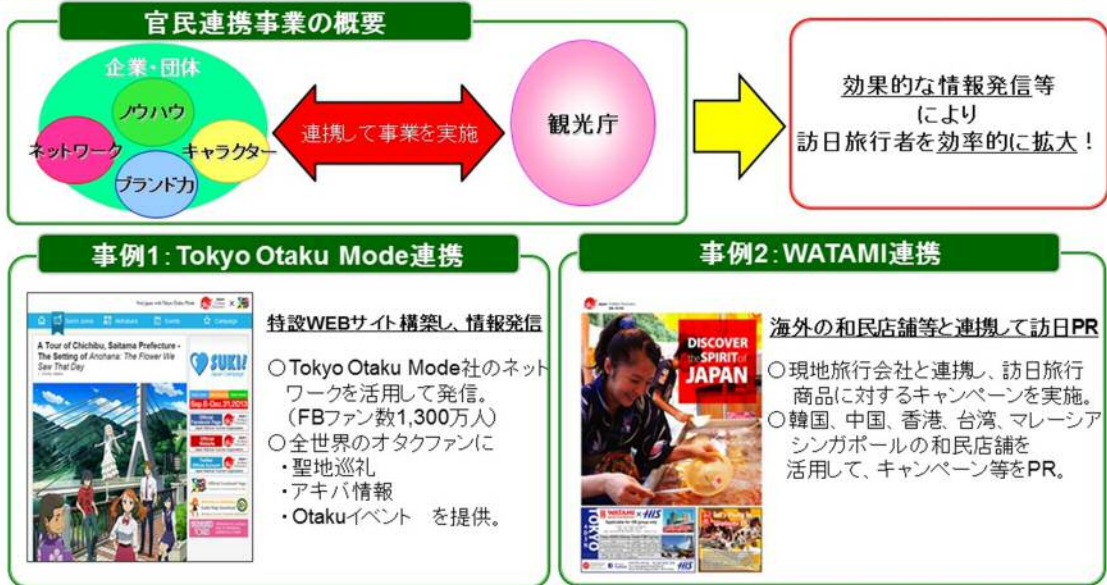 官民連携事業の概要
企業・団体
ノウハウ
ネットワーク
キャラクター
ブランド力
連携して事業を実施
観光庁
効果的な情報発信等
により
訪日旅行者を効率的に拡大！
事例1：Tokyo Otaku Mode連携
A Tour of Chichibu, Saitama Prefecture -
The Setting of Anohana: The Flower We
Saw That Day
SUKI!
Sep.8-Dec.31,2013
特設WEBサイト構築し、情報発信
○Tokyo Otaku Mode社のネット
ワークを活用して発信。
（FBファン数1,300万人）
○全世界のオタクファンに
・聖地巡礼
・アキバ情報
・Otakuイベント を提供。
事例2：WATAMI連携
DISCOVER
the SPIRIT of
JAPAN
TOKYO
WATAMI × HIS
HIS
海外の和民店舗等と連携して訪日PR
○現地旅行会社と連携し、訪日旅行
商品に対するキャンペーンを実施。
○韓国、中国、香港、台湾、マレーシア
シンガポールの和民店舗を
活用して、キャンペーン等をPR。